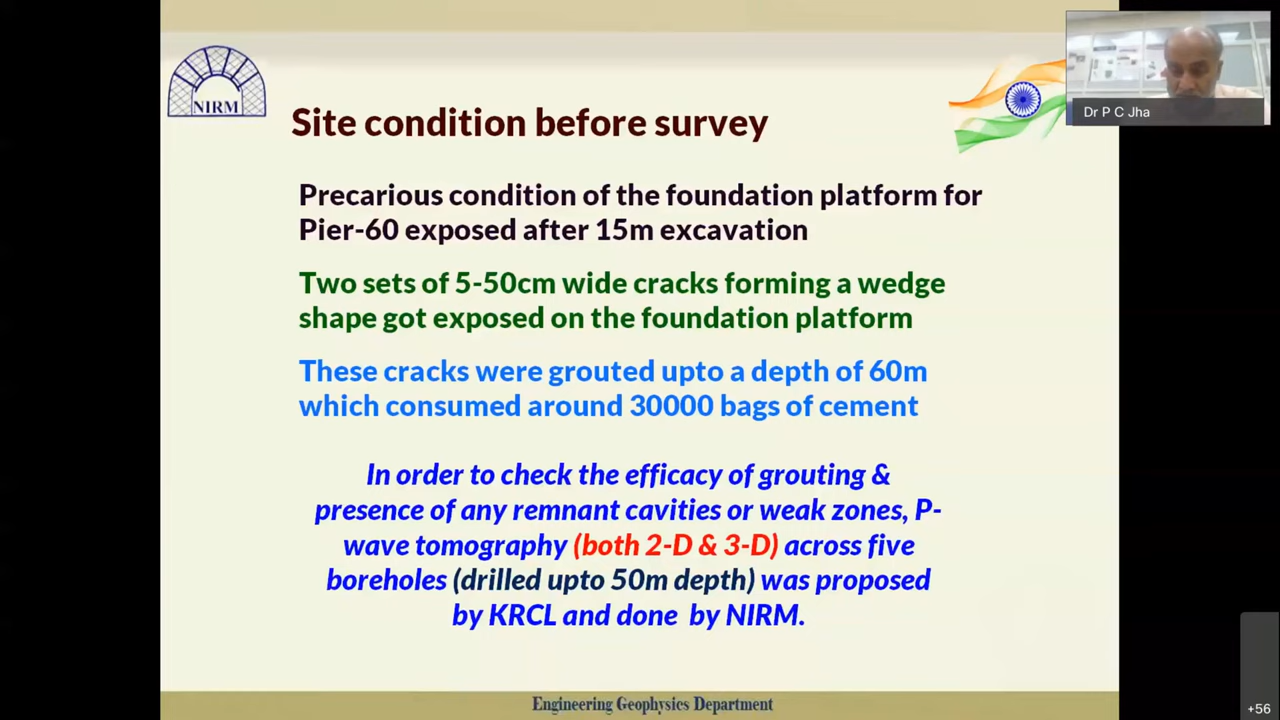 NIRM
Dr P C Jha
Site condition before survey
Precarious condition of the foundation platform for
Pier-60 exposed after 15m excavation
Two sets of 5-50cm wide cracks forming a wedge
shape got exposed on the foundation platform
These cracks were grouted upto a depth of 60m
which consumed around 30000 bags of cement
In order to check the efficacy of grouting &
presence of any remnant cavities or weak zones, P-
wave tomography (both 2-D & 3-D) across five
boreholes (drilled upto 50m depth) was proposed
by KRCL and done by NIRM.
Engineering Geophysics Department
+56